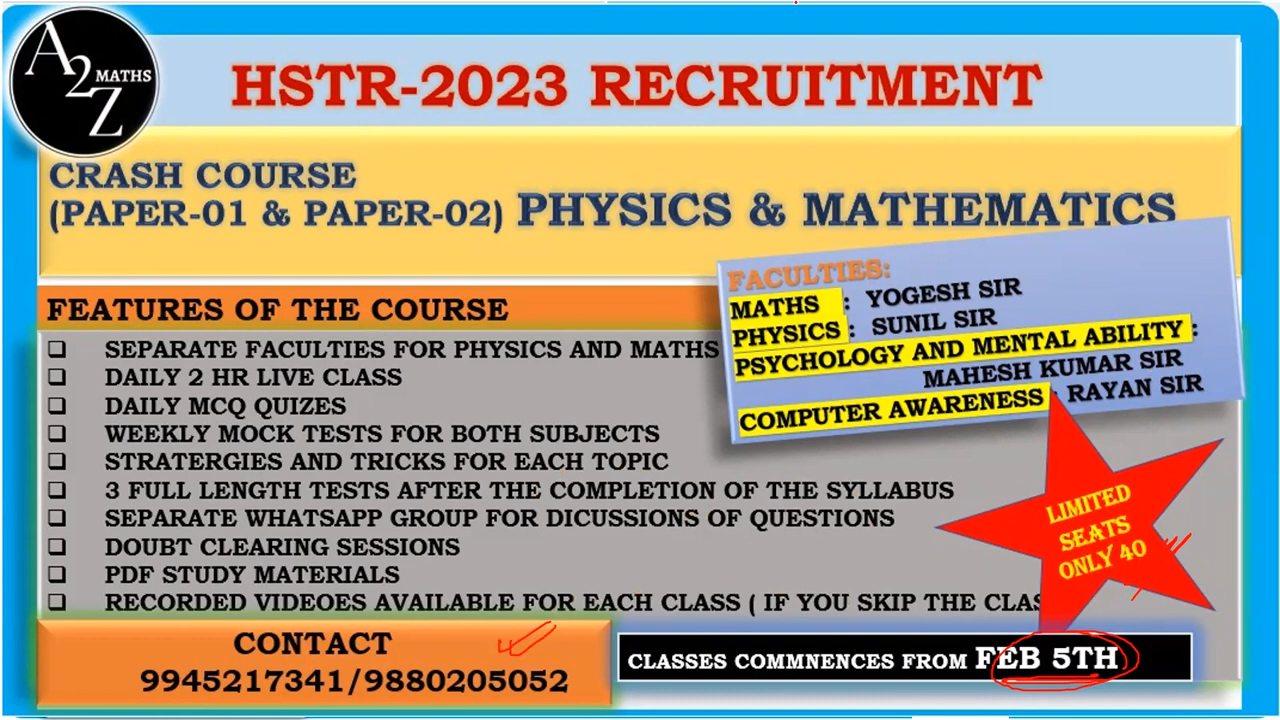 A2Z MATHS
HSTR-2023 RECRUITMENT
CRASH COURSE
(PAPER-01 & PAPER-02) PHYSICS & MATHEMATICS
FACULTIES:
MATHS : YOGESH SIR
PHYSICS : SUNIL SIR
PSYCHOLOGY AND MENTAL ABILITY :
MAHESH KUMAR SIR
COMPUTER AWARENESS : RAYAN SIR
FEATURES OF THE COURSE
SEPARATE FACULTIES FOR PHYSICS AND MATHS
DAILY 2 HR LIVE CLASS
DAILY MCQ QUIZES
WEEKLY MOCK TESTS FOR BOTH SUBJECTS
STRATERGIES AND TRICKS FOR EACH TOPIC
3 FULL LENGTH TESTS AFTER THE COMPLETION OF THE SYLLABUS
SEPARATE WHATSAPP GROUP FOR DICUSSIONS OF QUESTIONS
DOUBT CLEARING SESSIONS
PDF STUDY MATERIALS
RECORDED VIDEOES AVAILABLE FOR EACH CLASS ( IF YOU SKIP THE CLAS
LIMITED
SEATS
ONLY 40
CONTACT
9945217341/9880205052
CLASSES COMMNENCES FROM FEB 5TH